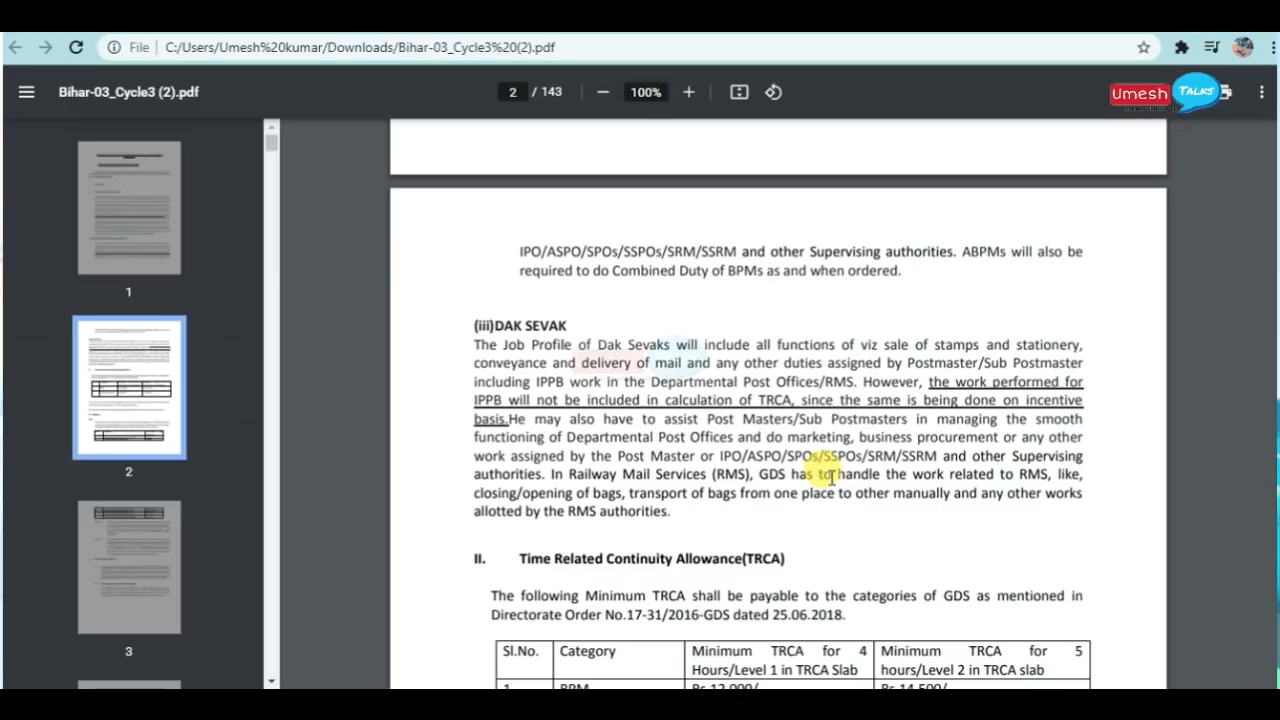 File | C:/Users/Umesh%20kumar/Downloads/Bihar-03_Cycle3%20(2).pdf
Bihar-03_Cycle3 (2).pdf
2 / 143
100%
Umesh TALKS
1
2
3
IPO/ASPO/SPOs/SSPOs/SRM/SSRM and other Supervising authorities. ABPMs will also be
required to do Combined Duty of BPMs as and when ordered.
(iii)DAK SEVAK
The Job Profile of Dak Sevaks will include all functions of viz sale of stamps and stationery,
conveyance and delivery of mail and any other duties assigned by Postmaster/Sub Postmaster
including IPPB work in the Departmental Post Offices/RMS. However, the work performed for
IPPB will not be included in calculation of TRCA, since the same is being done on incentive
basis.He may also have to assist Post Masters/Sub Postmasters in managing the smooth
functioning of Departmental Post Offices and do marketing, business procurement or any other
work assigned by the Post Master or IPO/ASPO/SPOs/SSPOs/SRM/SSRM and other Supervising
authorities. In Railway Mail Services (RMS), GDS has to handle the work related to RMS, like,
closing/opening of bags, transport of bags from one place to other manually and any other works
allotted by the RMS authorities.
II. Time Related Continuity Allowance(TRCA)
The following Minimum TRCA shall be payable to the categories of GDS as mentioned in
Directorate Order No.17-31/2016-GDS dated 25.06.2018.
Sl.No. Category Minimum TRCA for 4 Minimum TRCA for 5
Hours/Level 1 in TRCA Slab hours/Level 2 in TRCA slab
1 BPM Rs.12,000/- Rs.14,500/-